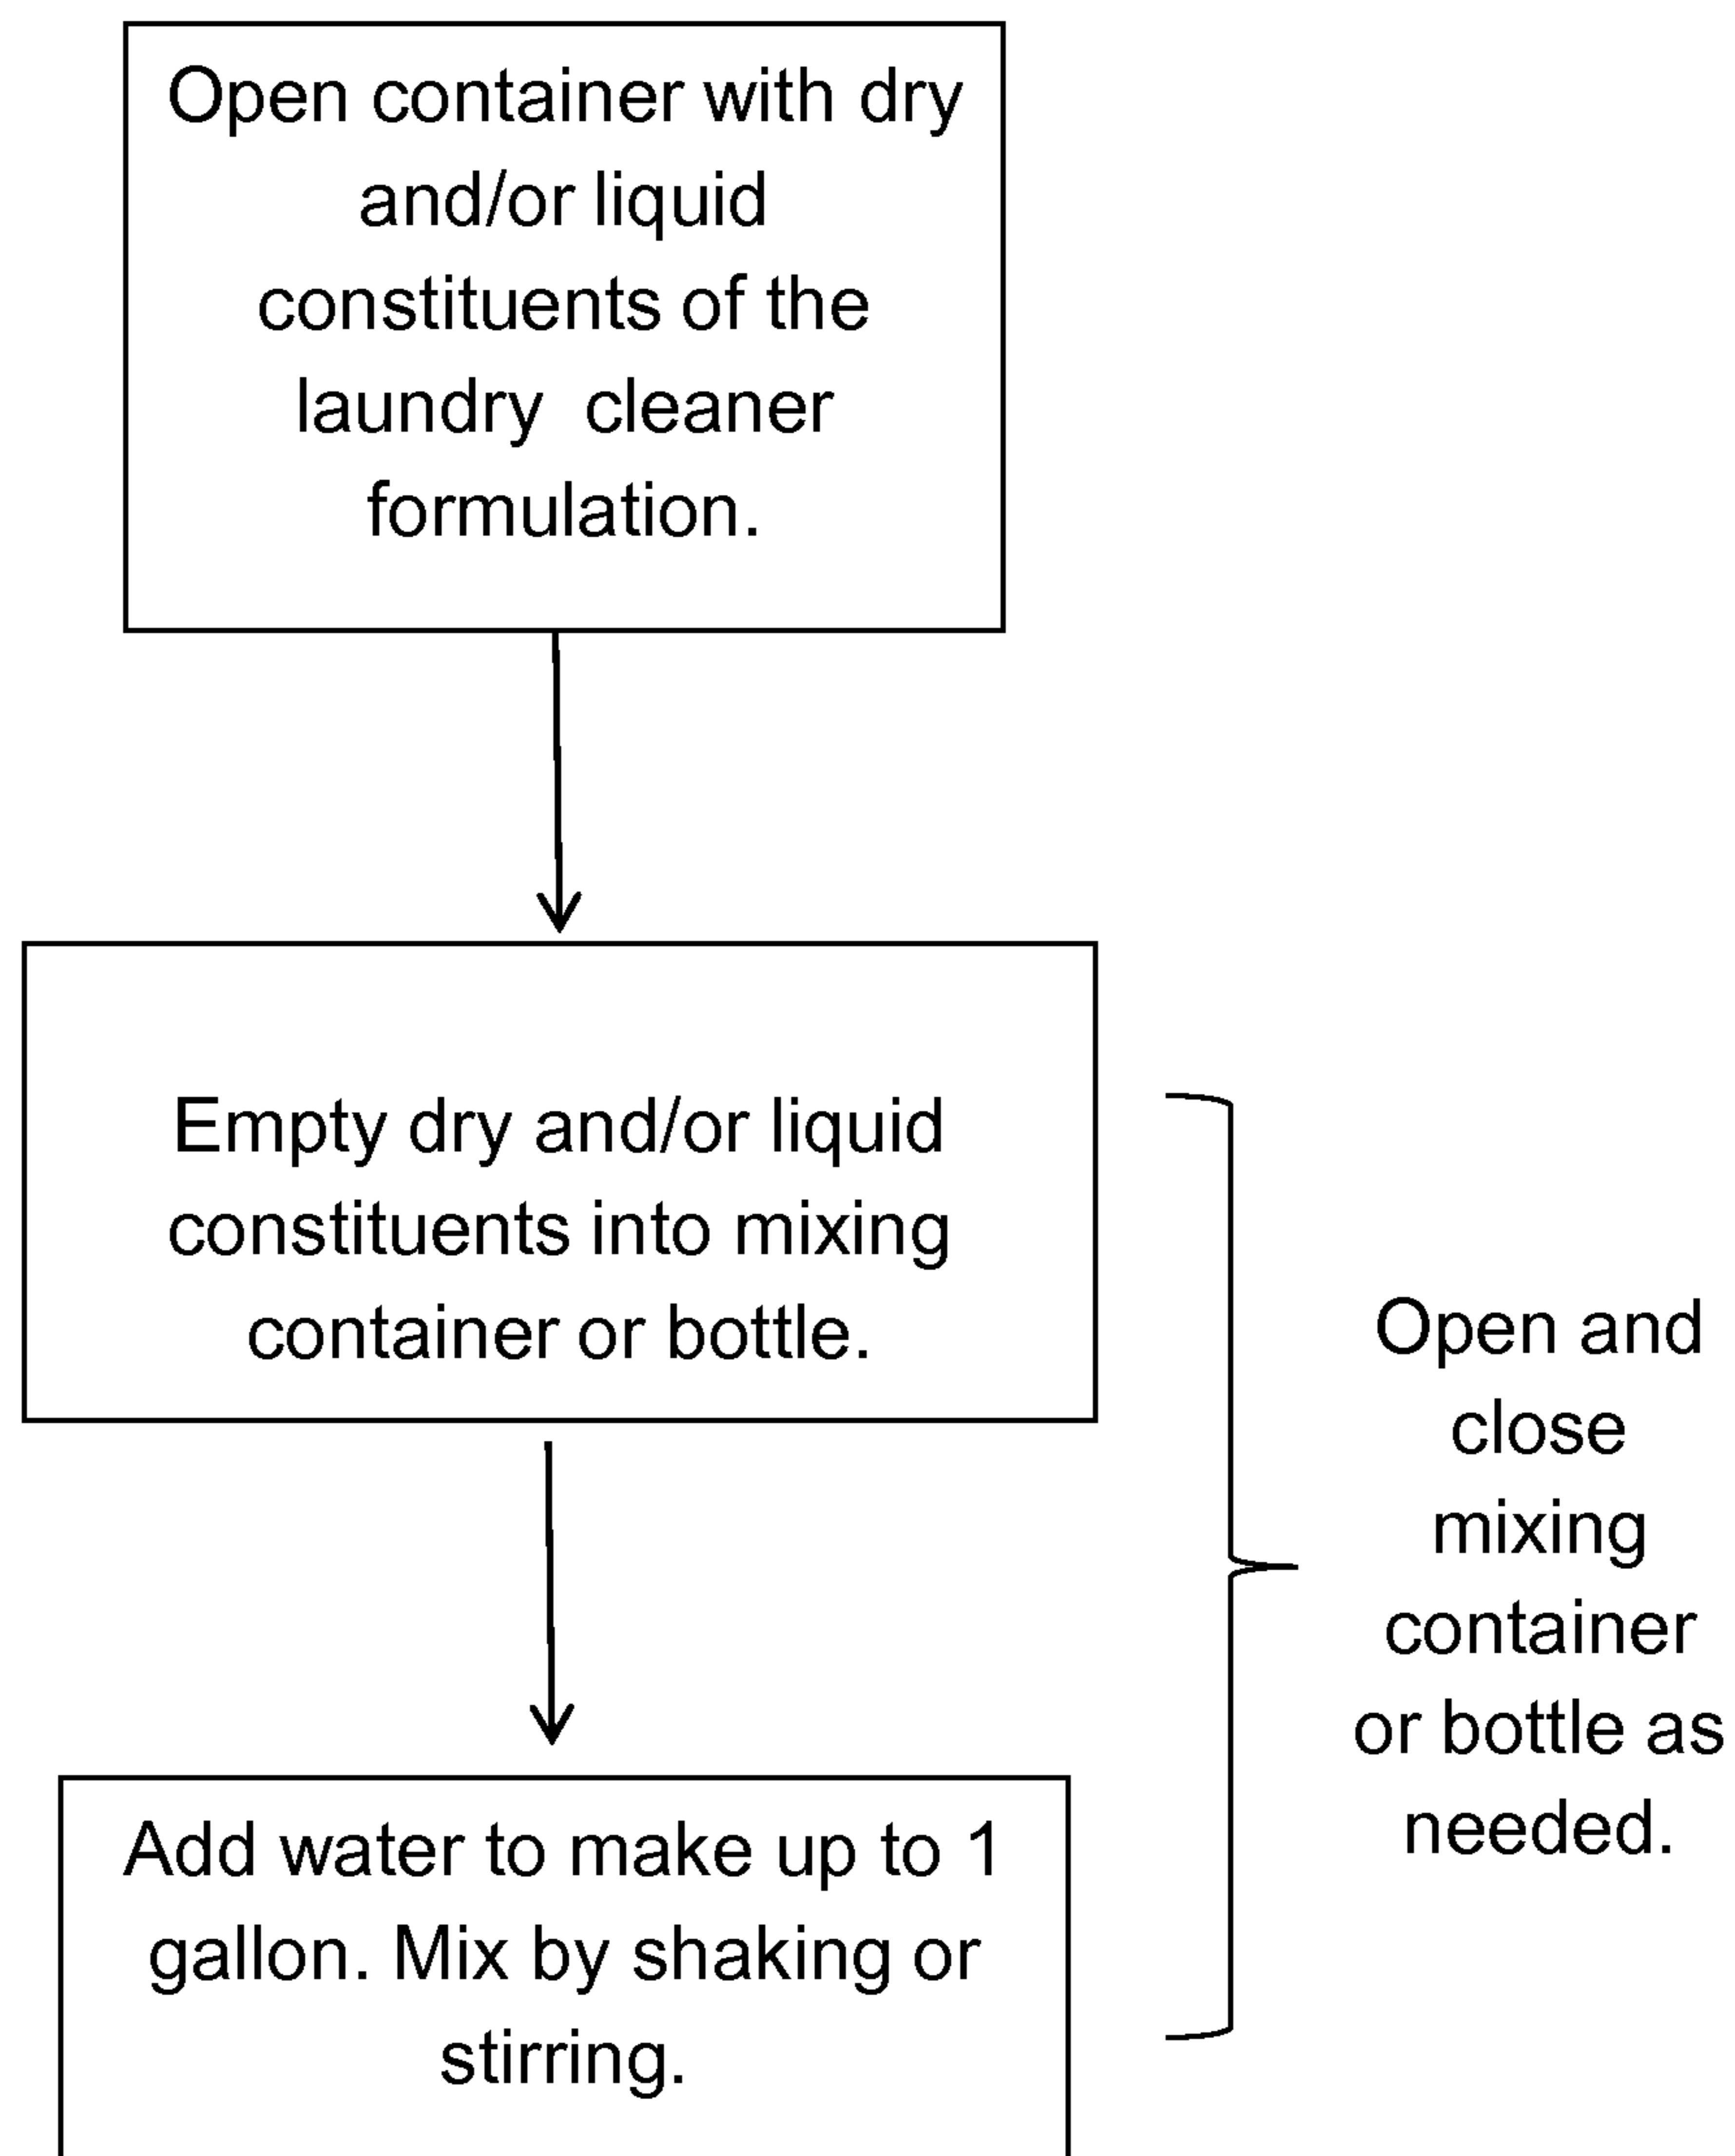 Open container with dry
and/or liquid
constituents of the
laundry cleaner
formulation.
Empty dry and/or liquid
constituents into mixing
container or bottle.
Open and
close
mixing
container
or bottle as
needed.
Add water to make up to 1
gallon. Mix by shaking or
stirring.